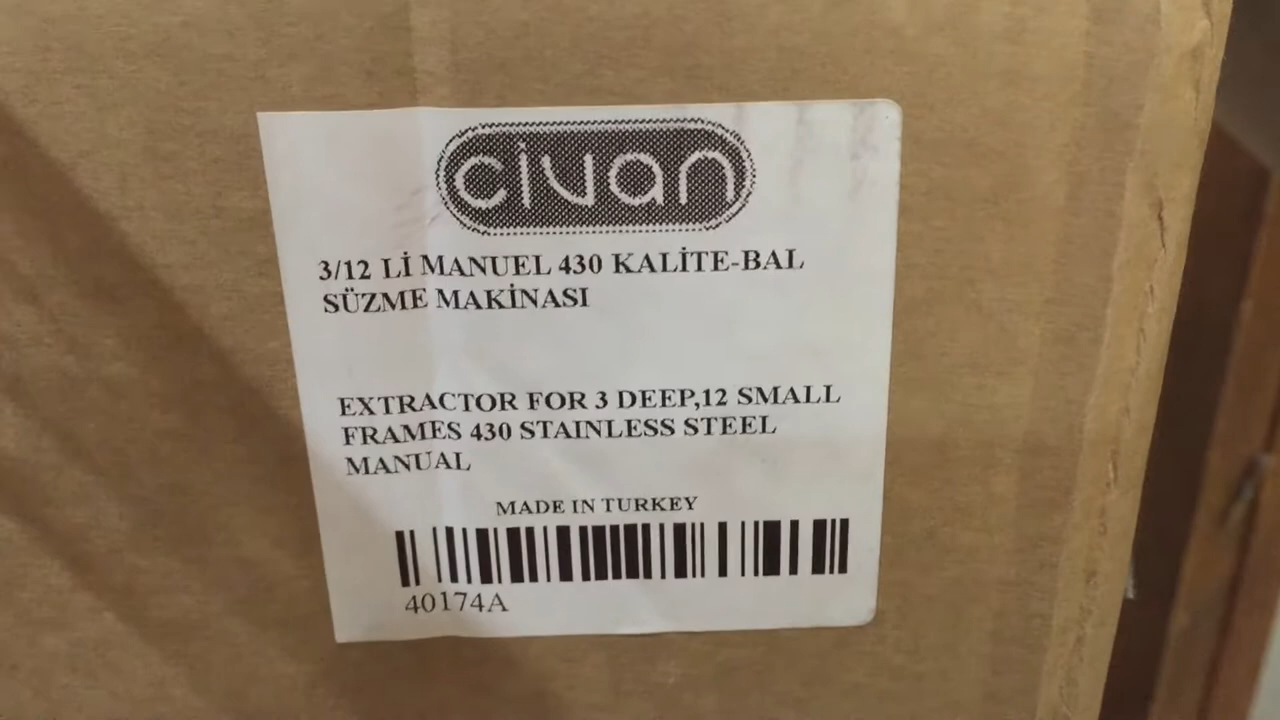 civan
3/12 Lİ MANUEL 430 KALİTE-BAL
SÜZME MAKİNASI
EXTRACTOR FOR 3 DEEP,12 SMALL
FRAMES 430 STAINLESS STEEL
MANUAL
MADE IN TURKEY
40174A